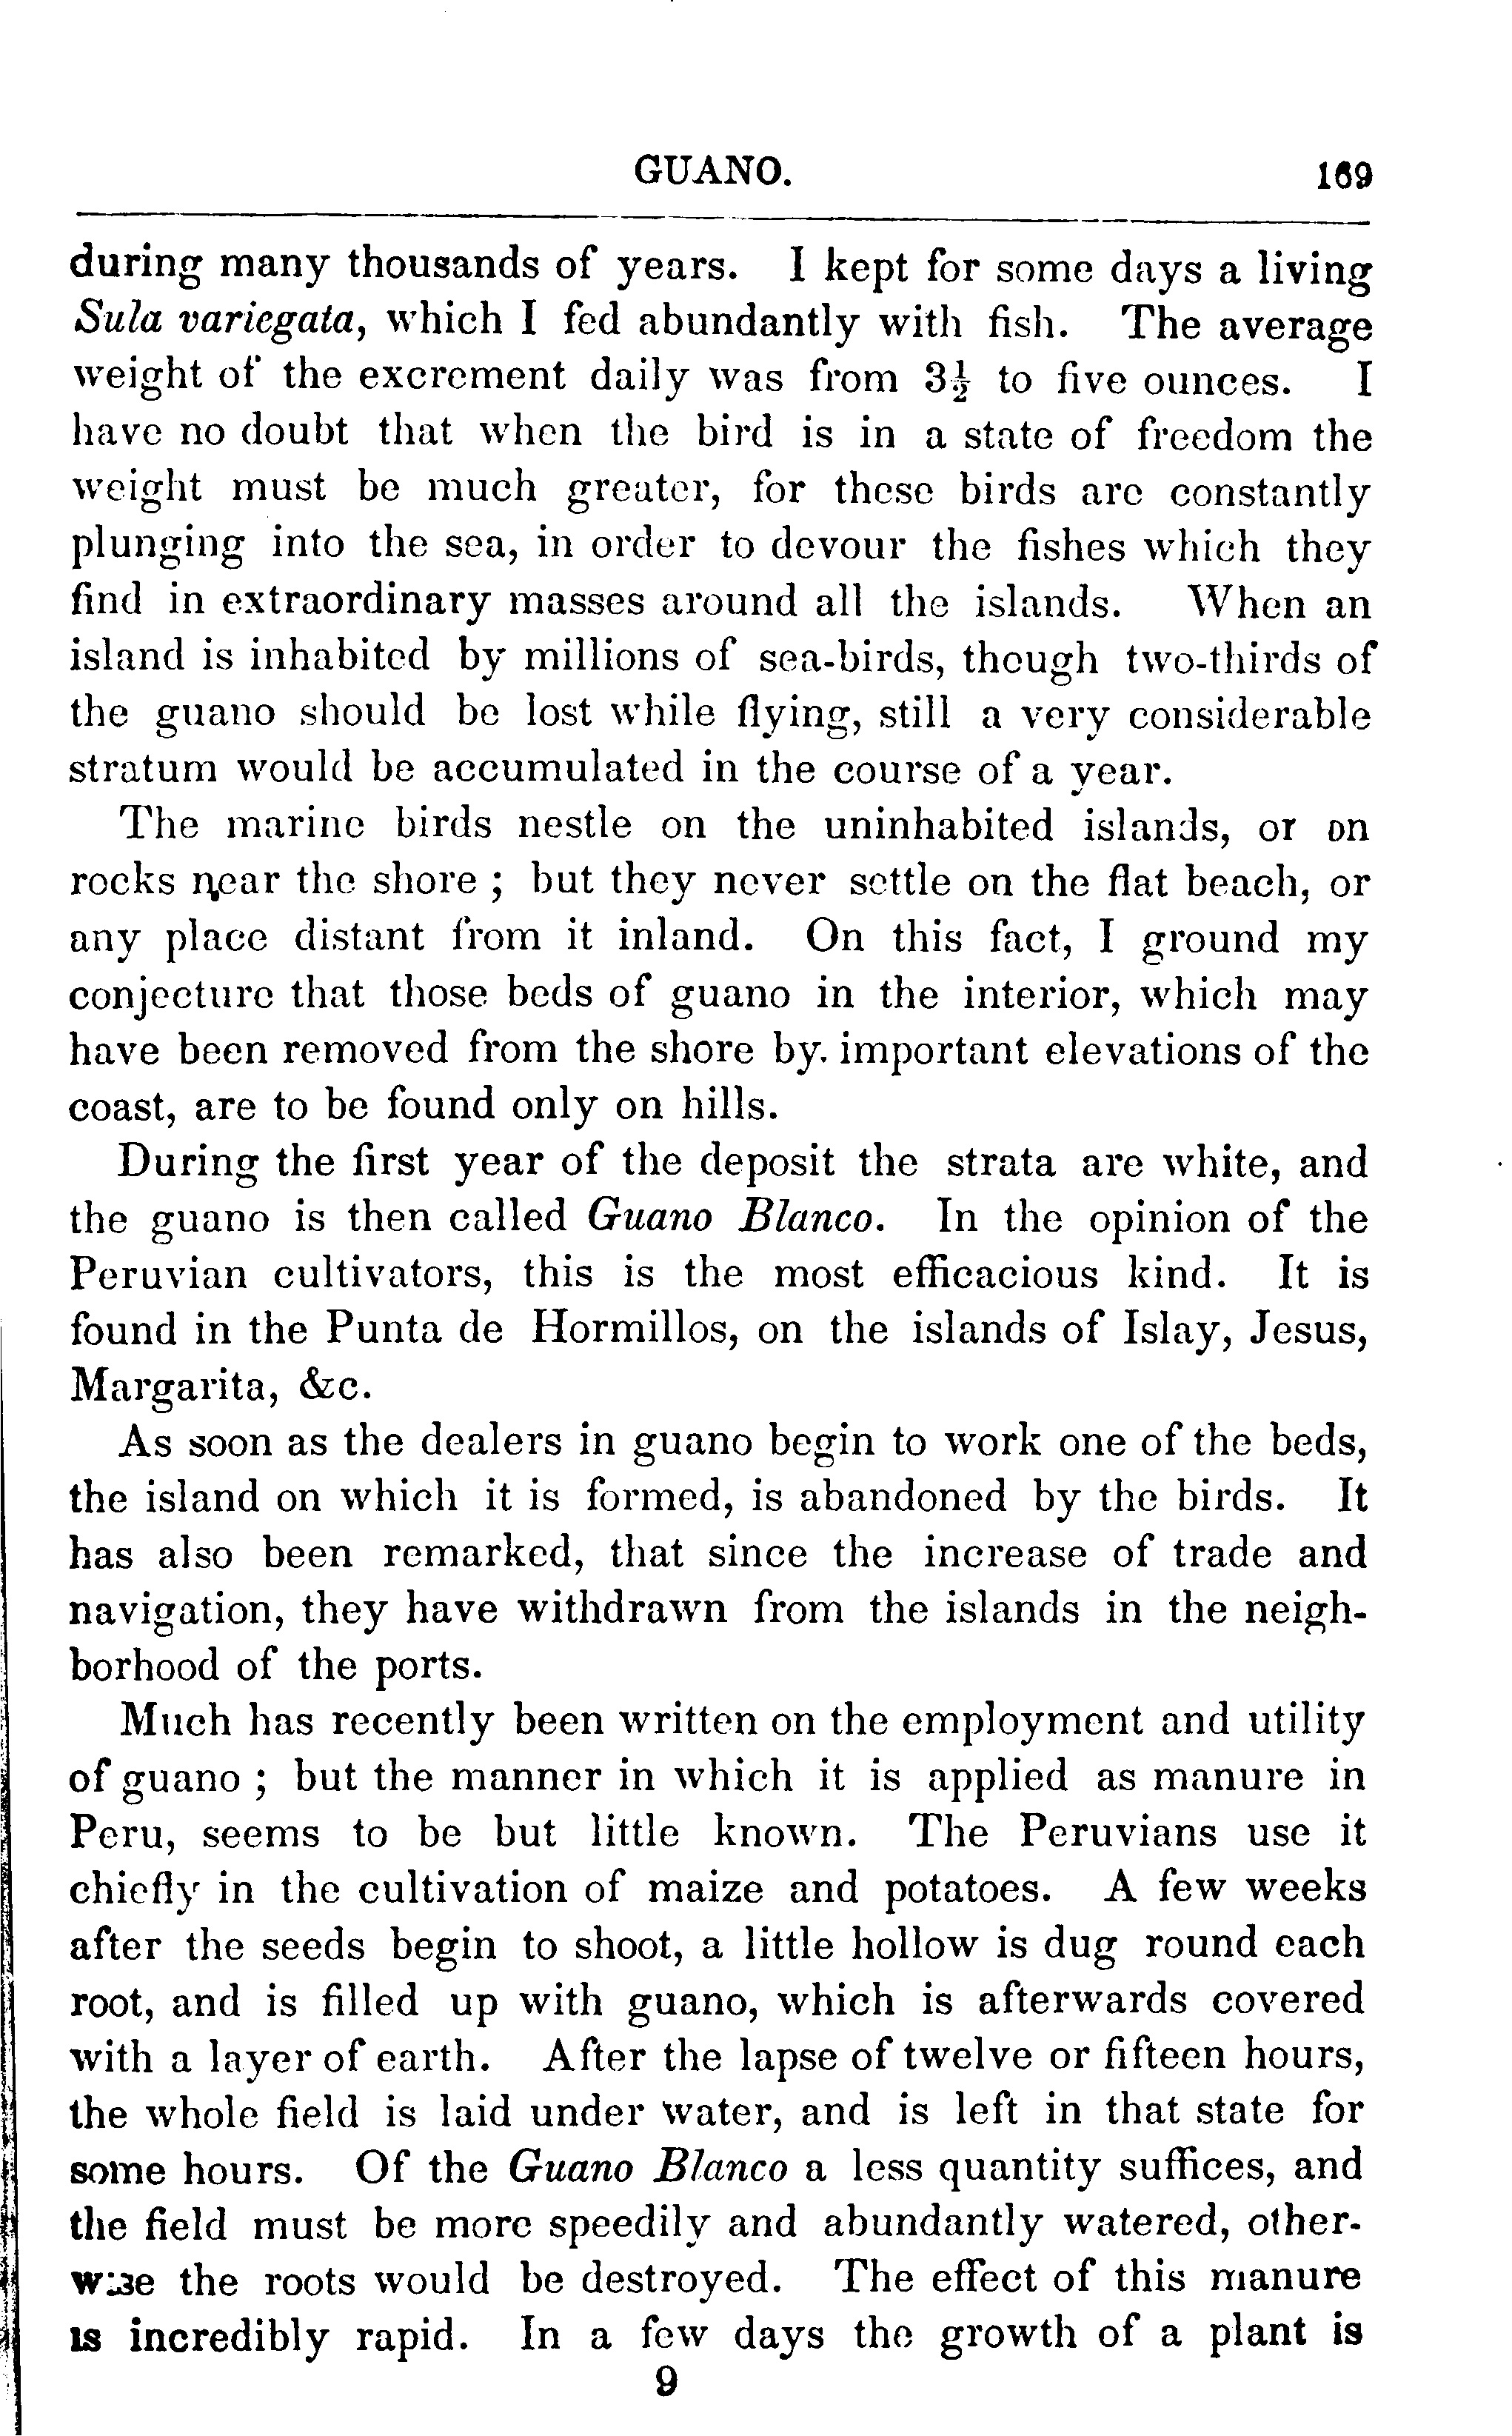 GUANO. 169
during many thousands of years. I kept for some days a living
Sula variegata, which I fed abundantly with fish. The average
weight of the excrement daily was from 3½ to five ounces. I
have no doubt that when the bird is in a state of freedom the
weight must be much greater, for these birds are constantly
plunging into the sea, in order to devour the fishes which they
find in extraordinary masses around all the islands. When an
island is inhabited by millions of sea-birds, though two-thirds of
the guano should be lost while flying, still a very considerable
stratum would be accumulated in the course of a year.
The marine birds nestle on the uninhabited islands, or on
rocks near the shore ; but they never settle on the flat beach, or
any place distant from it inland. On this fact, I ground my
conjecture that those beds of guano in the interior, which may
have been removed from the shore by. important elevations of the
coast, are to be found only on hills.
During the first year of the deposit the strata are white, and
the guano is then called Guano Blanco. In the opinion of the
Peruvian cultivators, this is the most efficacious kind. It is
found in the Punta de Hormillos, on the islands of Islay, Jesus,
Margarita, &c.
As soon as the dealers in guano begin to work one of the beds,
the island on which it is formed, is abandoned by the birds. It
has also been remarked, that since the increase of trade and
navigation, they have withdrawn from the islands in the neigh-
borhood of the ports.
Much has recently been written on the employment and utility
of guano ; but the manner in which it is applied as manure in
Peru, seems to be but little known. The Peruvians use it
chiefly in the cultivation of maize and potatoes. A few weeks
after the seeds begin to shoot, a little hollow is dug round each
root, and is filled up with guano, which is afterwards covered
with a layer of earth. After the lapse of twelve or fifteen hours,
the whole field is laid under water, and is left in that state for
some hours. Of the Guano Blanco a less quantity suffices, and
the field must be more speedily and abundantly watered, other-
wise the roots would be destroyed. The effect of this manure
is incredibly rapid. In a few days the growth of a plant is
9